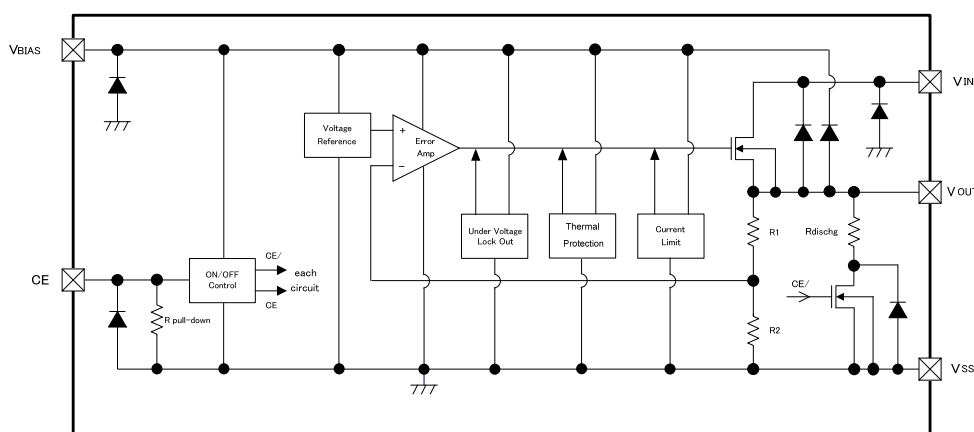 VBIAS
VIN
Voltage
Reference
+
−
Error
Amp
VOUT
Under Voltage
Lock Out
Thermal
Protection
Current
Limit
R1
Rdischg
CE
ON/OFF
Control
CE/
each
circuit
CE
CE/
R pull-down
R2
VSS